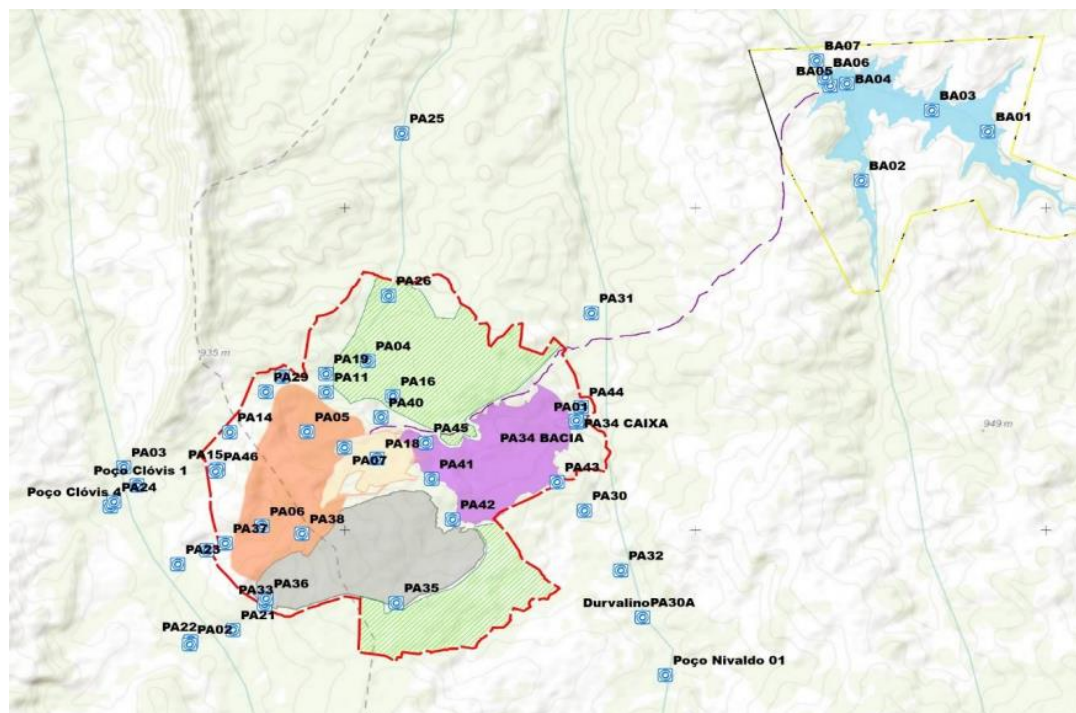 BA07
BA06
BA05
BA04
BA03
BA01
PA25
BA02
PA26
PA31
935 m
PA04
PA19
PA29
PA11
PA16
PA44
PA01
PA40
PA05
PA14
PA34 CAIXA
949 m
PA45
PA34 BACIA
PA18
PA03
PA07
PA15
PA46
Poço Clóvis 1
PA41
PA43
PA24
Poço Clóvis 4
PA30
PA42
PA06
PA38
PA37
PA23
PA32
PA36
PA33
PA35
DurvalinoPA30A
PA21
PA22
PA02
Poço Nivaldo 01